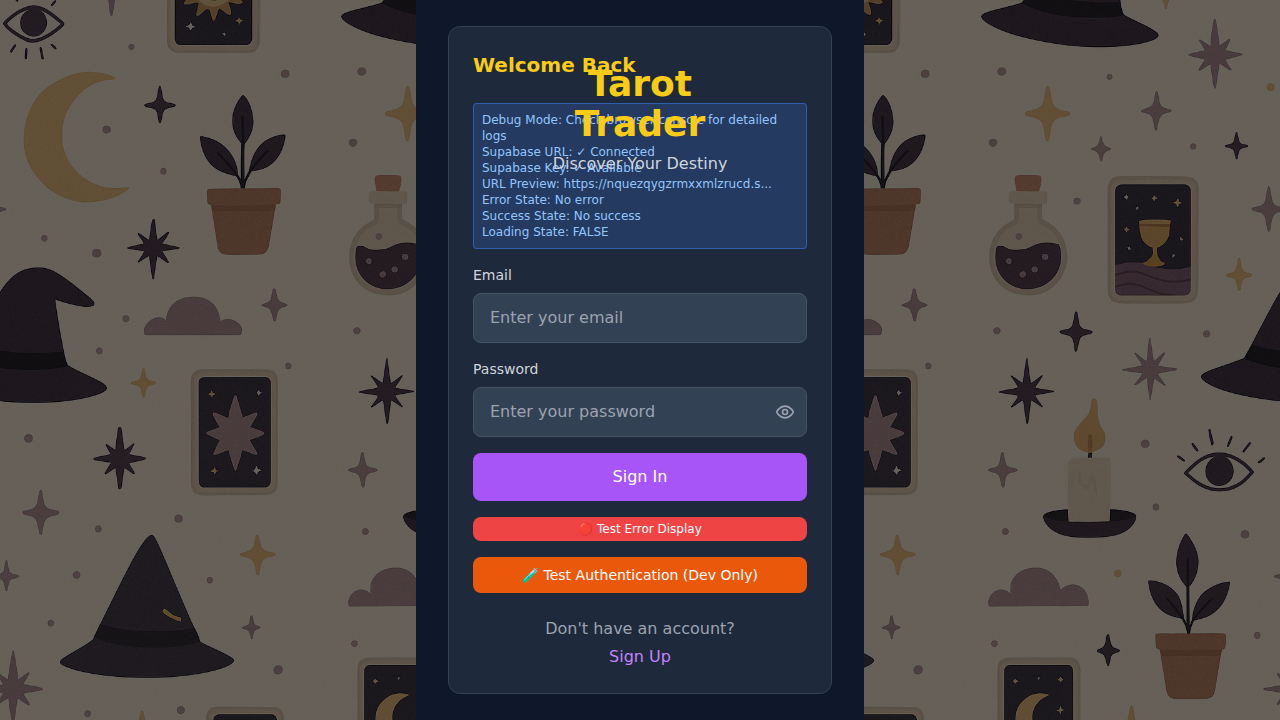 Welcome Back
Tarot
Trader
Discover Your Destiny
Debug Mode: Check browser console for detailed
logs
Supabase URL: ✓ Connected
Supabase Key: ✓ Available
URL Preview: https://nquezqygzrmxxmlzrucd.s...
Error State: No error
Success State: No success
Loading State: FALSE
Email
Enter your email
Password
Enter your password
Sign In
🔴 Test Error Display
🧪 Test Authentication (Dev Only)
Don't have an account?
Sign Up